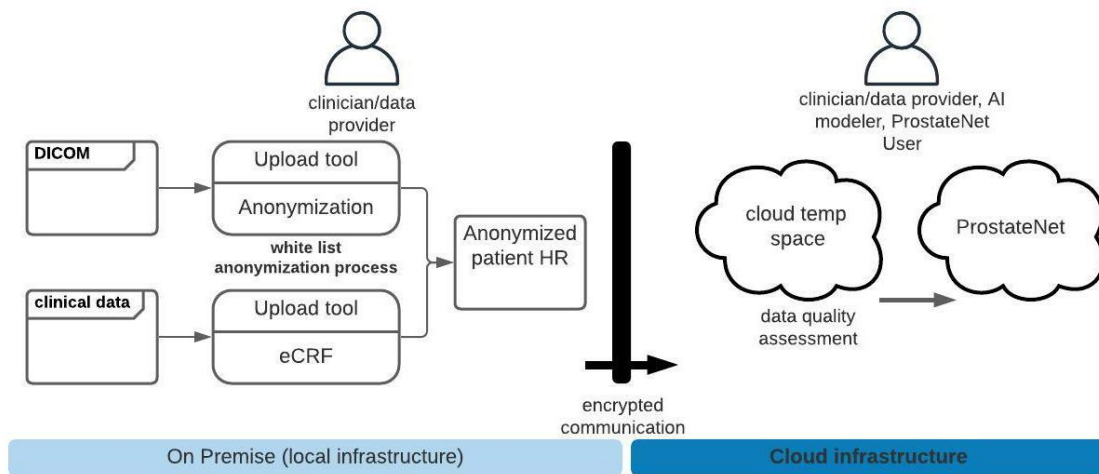 clinician/data
provider
clinician/data provider, AI
modeler, ProstateNet
User
DICOM
Upload tool
Anonymization
white list
anonymization process
clinical data
Upload tool
eCRF
Anonymized
patient HR
cloud temp
space
ProstateNet
data quality
assessment
encrypted
communication
On Premise (local infrastructure)
Cloud infrastructure